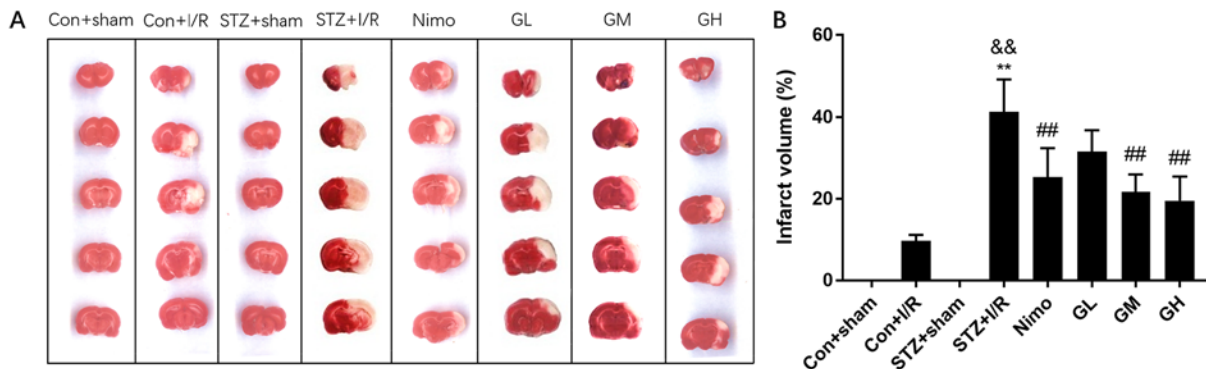 A
Con+sham
Con+I/R
STZ+sham
STZ+I/R
Nimo
GL
GM
GH
B
Infarct volume (%)
60
40
20
0
&&
**
##
##
##
Con+sham
Con+I/R
STZ+sham
STZ+I/R
Nimo
GL
GM
GH